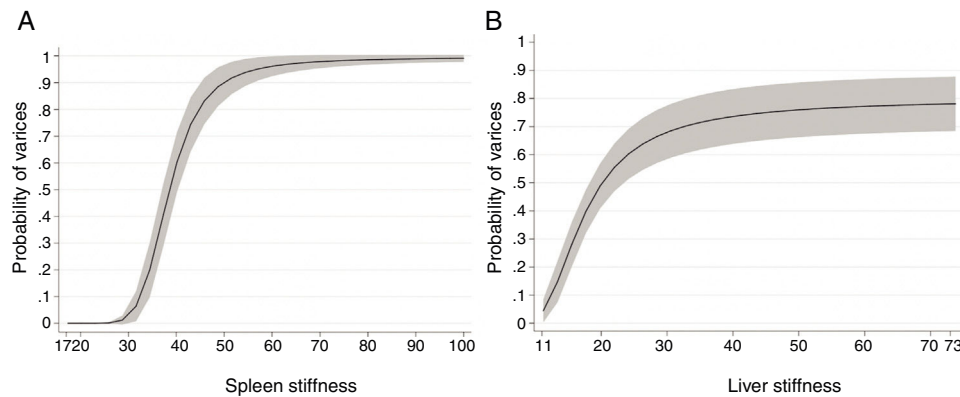 A
Probability of varices
1
.9
.8
.7
.6
.5
.4
.3
.2
.1
0
1720 30 40 50 60 70 80 90 100
Spleen stiffness
B
Probability of varices
1
.9
.8
.7
.6
.5
.4
.3
.2
.1
0
11 20 30 40 50 60 70 73
Liver stiffness